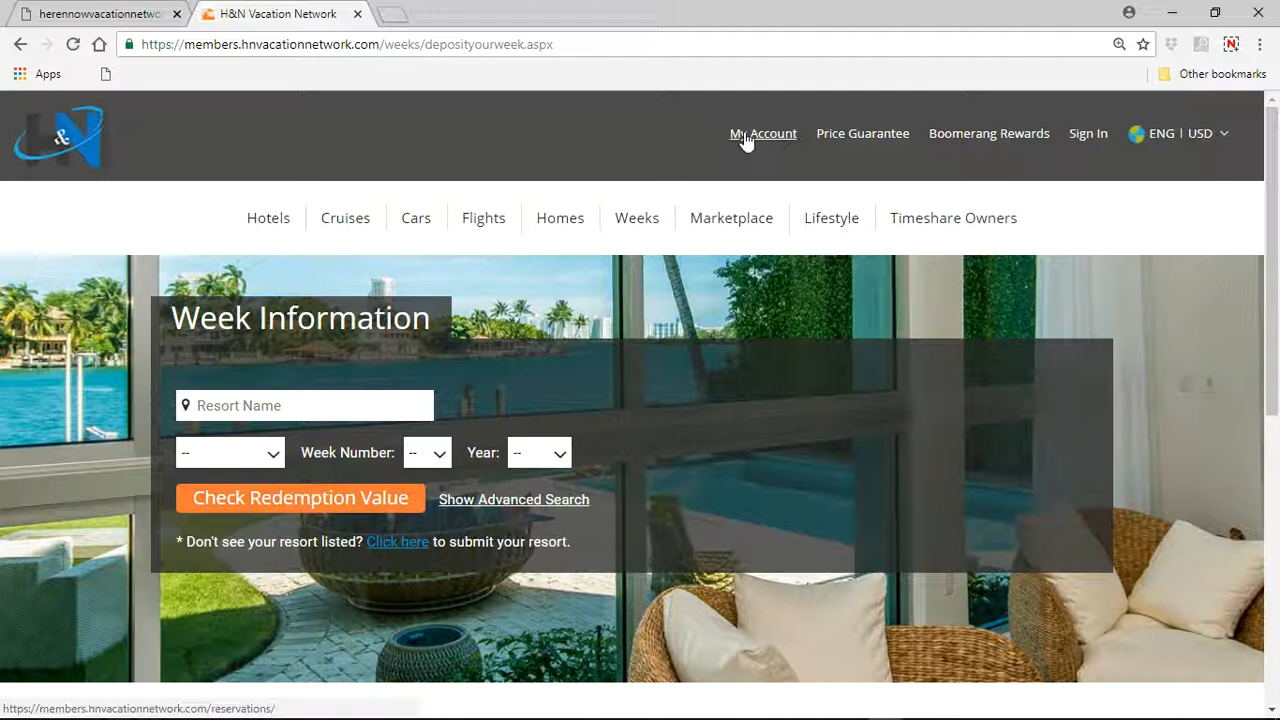 herennowvacationnetwor
H&N Vacation Network
https://members.hnvacationnetwork.com/weeks/deposityourweek.aspx
Apps
Other bookmarks
H&N
My Account
Price Guarantee
Boomerang Rewards
Sign In
ENG | USD
Hotels
Cruises
Cars
Flights
Homes
Weeks
Marketplace
Lifestyle
Timeshare Owners
Week Information
Resort Name
--
Week Number:
--
Year:
--
Check Redemption Value
Show Advanced Search
* Don't see your resort listed? Click here to submit your resort.
https://members.hnvacationnetwork.com/reservations/